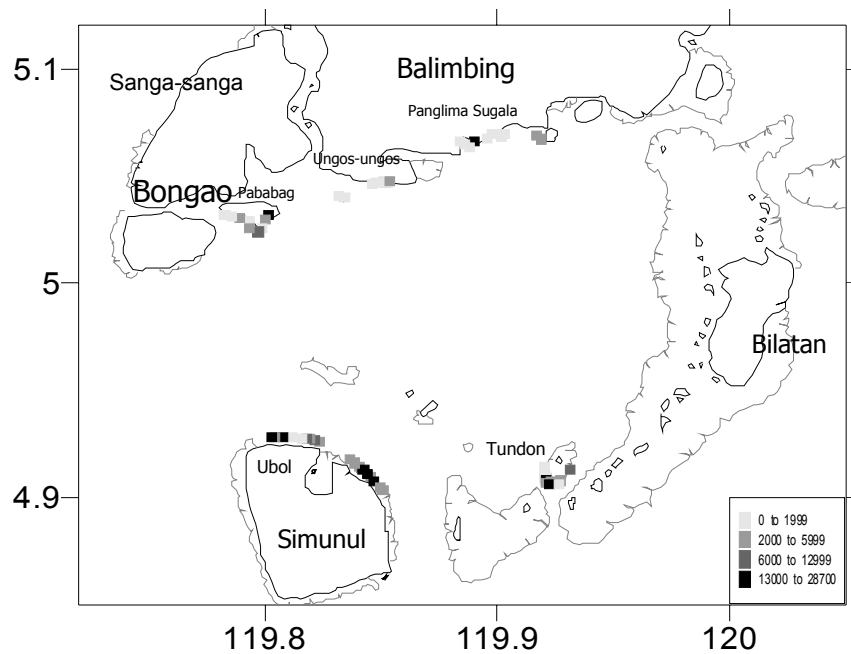 5.1
Sanga-sanga
Balimbing
Panglima Sugala
Ungos-ungos
Bongao
Pababag
5
Bilatan
Ubol
Tundon
4.9
Simunul
0 to 1999
2000 to 5999
6000 to 12999
13000 to 28700
119.8
119.9
120